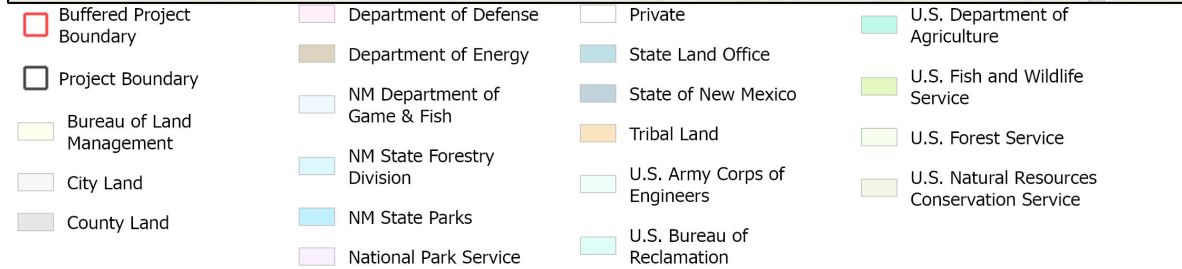 Buffered Project
Boundary
Project Boundary
Bureau of Land
Management
City Land
County Land
Department of Defense
Department of Energy
NM Department of
Game & Fish
NM State Forestry
Division
NM State Parks
National Park Service
Private
State Land Office
State of New Mexico
Tribal Land
U.S. Army Corps of
Engineers
U.S. Bureau of
Reclamation
U.S. Department of
Agriculture
U.S. Fish and Wildlife
Service
U.S. Forest Service
U.S. Natural Resources
Conservation Service